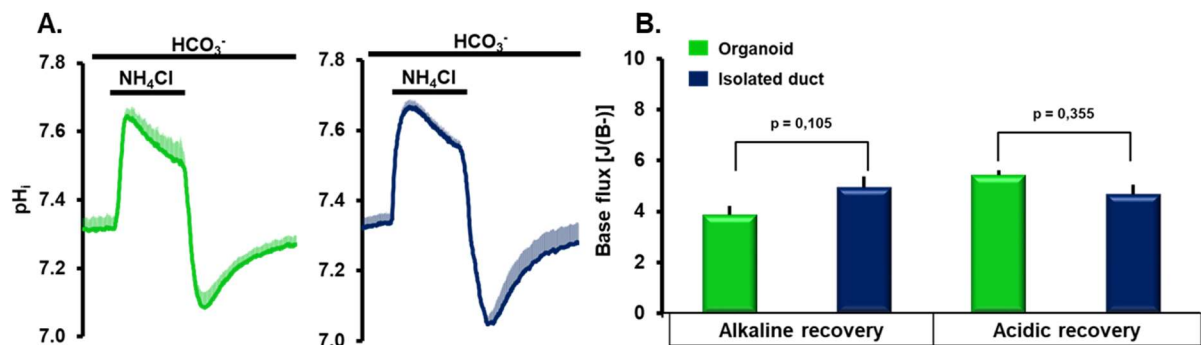 A.
HCO₃⁻
NH₄Cl
7.8
7.6
7.4
7.2
7.0
pHᵢ
HCO₃⁻
NH₄Cl
7.8
7.6
7.4
7.2
7.0
B.
Organoid
Isolated duct
Base flux [J(B-)]
10
8
6
4
2
0
p = 0,105
p = 0,355
Alkaline recovery
Acidic recovery